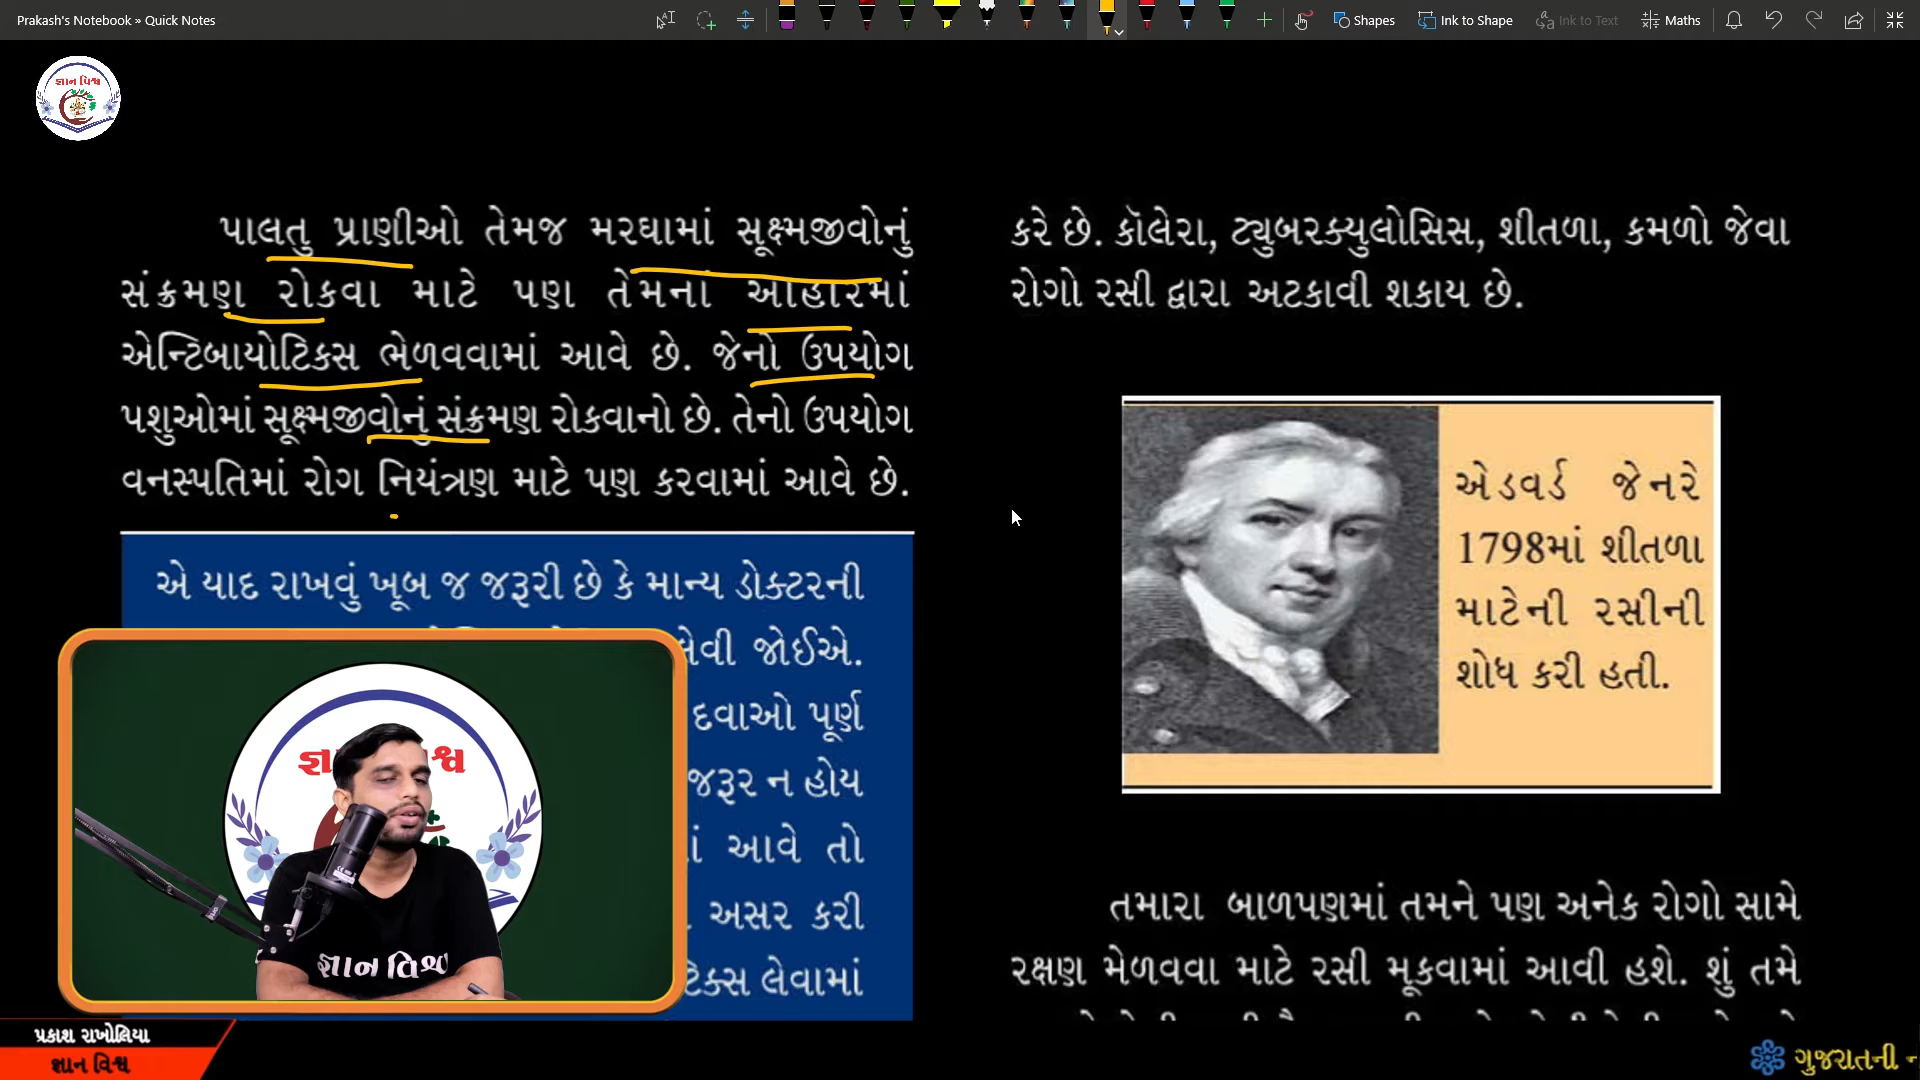 Prakash's Notebook » Quick Notes
Shapes
Ink to Shape
Ink to Text
Maths
જ્ઞાન વિશ્વ
પાલતુ પ્રાણીઓ તેમજ મરઘામાં સૂક્ષ્મજીવોનું
સંક્રમણ રોકવા માટે પણ તેમના આહારમાં
એન્ટિબાયોટિક્સ ભેળવવામાં આવે છે. જેનો ઉપયોગ
પશુઓમાં સૂક્ષ્મજીવોનું સંક્રમણ રોકવાનો છે. તેનો ઉપયોગ
વનસ્પતિમાં રોગ નિયંત્રણ માટે પણ કરવામાં આવે છે.
એ યાદ રાખવું ખૂબ જ જરૂરી છે કે માન્ય ડોક્ટરની
લેવી જોઈએ.
દવાઓ પૂર્ણ
જરૂર ન હોય
આવે તો
અસર કરી
લેવામાં
કરે છે. કૉલેરા, ટ્યુબરક્યુલોસિસ, શીતળા, કમળો જેવા
રોગો રસી દ્વારા અટકાવી શકાય છે.
એડવર્ડ જેનરે
1798માં શીતળા
માટેની રસીની
શોધ કરી હતી.
તમારા બાળપણમાં તમને પણ અનેક રોગો સામે
રક્ષણ મેળવવા માટે રસી મૂકવામાં આવી હશે. શું તમે
જ્ઞાન વિશ્વ
પ્રકાશ રાખોલિયા
જ્ઞાન વિશ્વ
ગુજરાતની